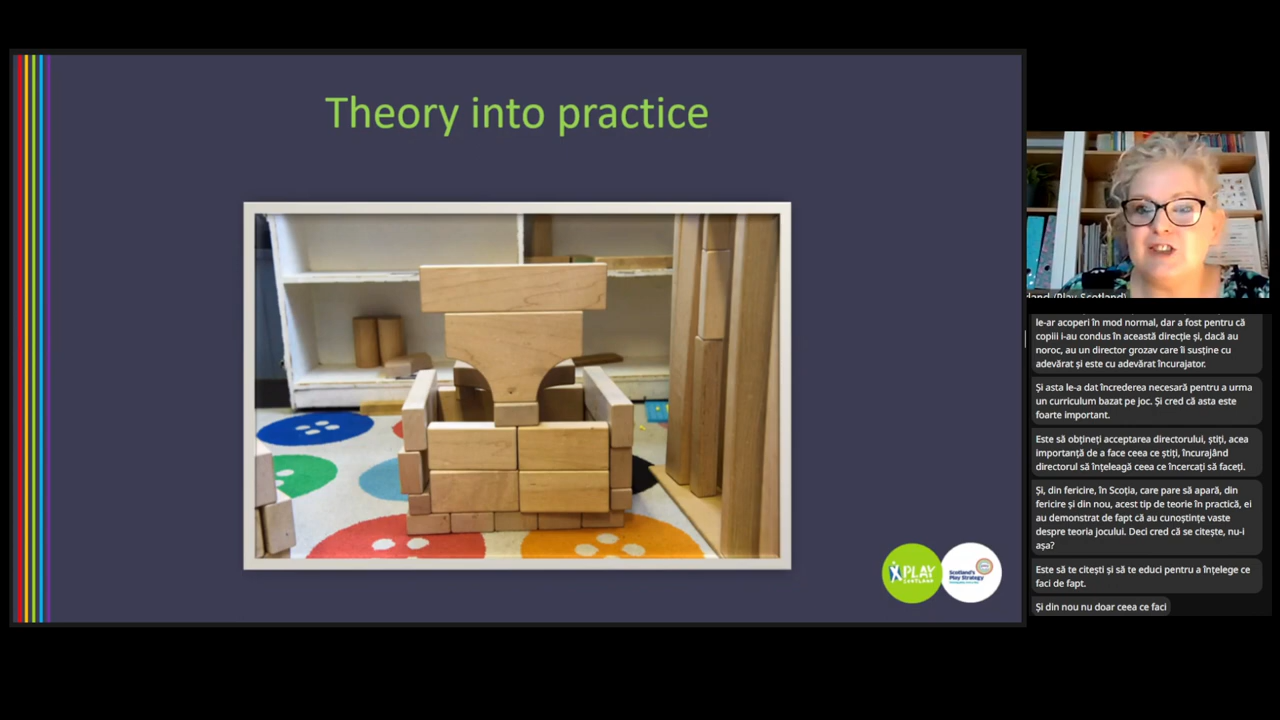 Theory into practice
PLAY
SCOTLAND
Scotland's
Play Strategy
(Play Scotland)
le-ar acoperi în mod normal, dar a fost pentru că
copiii i-au condus în această direcție și, dacă au
noroc, au un director grozav care îi susține cu
adevărat și este cu adevărat încurajator.
Și asta le-a dat încrederea necesară pentru a urma
un curriculum bazat pe joc. Și cred că asta este
foarte important.
Este să obțineți acceptarea directorului, știți, acea
importanță de a face ceea ce știți, încurajând
directorul să înțeleagă ceea ce încercați să faceți.
Și, din fericire, în Scoția, care pare să apară, din
fericire și din nou, acest tip de teorie în practică, ei
au demonstrat de fapt că au cunoștințe vaste
despre teoria jocului. Deci cred că se citește, nu-i
așa?
Este să te citești și să te educi pentru a înțelege ce
faci de fapt.
Și din nou nu doar ceea ce faci